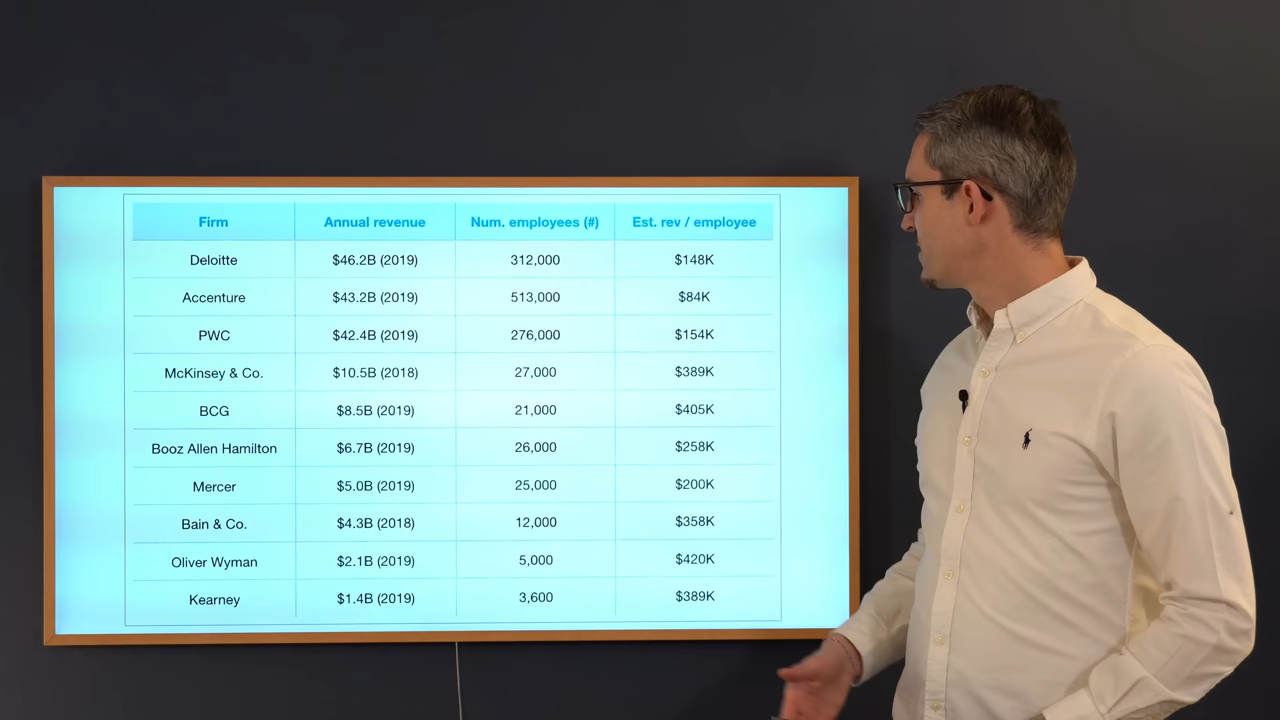 Firm Annual revenue Num. employees (#) Est. rev / employee
Deloitte $46.2B (2019) 312,000 $148K
Accenture $43.2B (2019) 513,000 $84K
PWC $42.4B (2019) 276,000 $154K
McKinsey & Co. $10.5B (2018) 27,000 $389K
BCG $8.5B (2019) 21,000 $405K
Booz Allen Hamilton $6.7B (2019) 26,000 $258K
Mercer $5.0B (2019) 25,000 $200K
Bain & Co. $4.3B (2018) 12,000 $358K
Oliver Wyman $2.1B (2019) 5,000 $420K
Kearney $1.4B (2019) 3,600 $389K